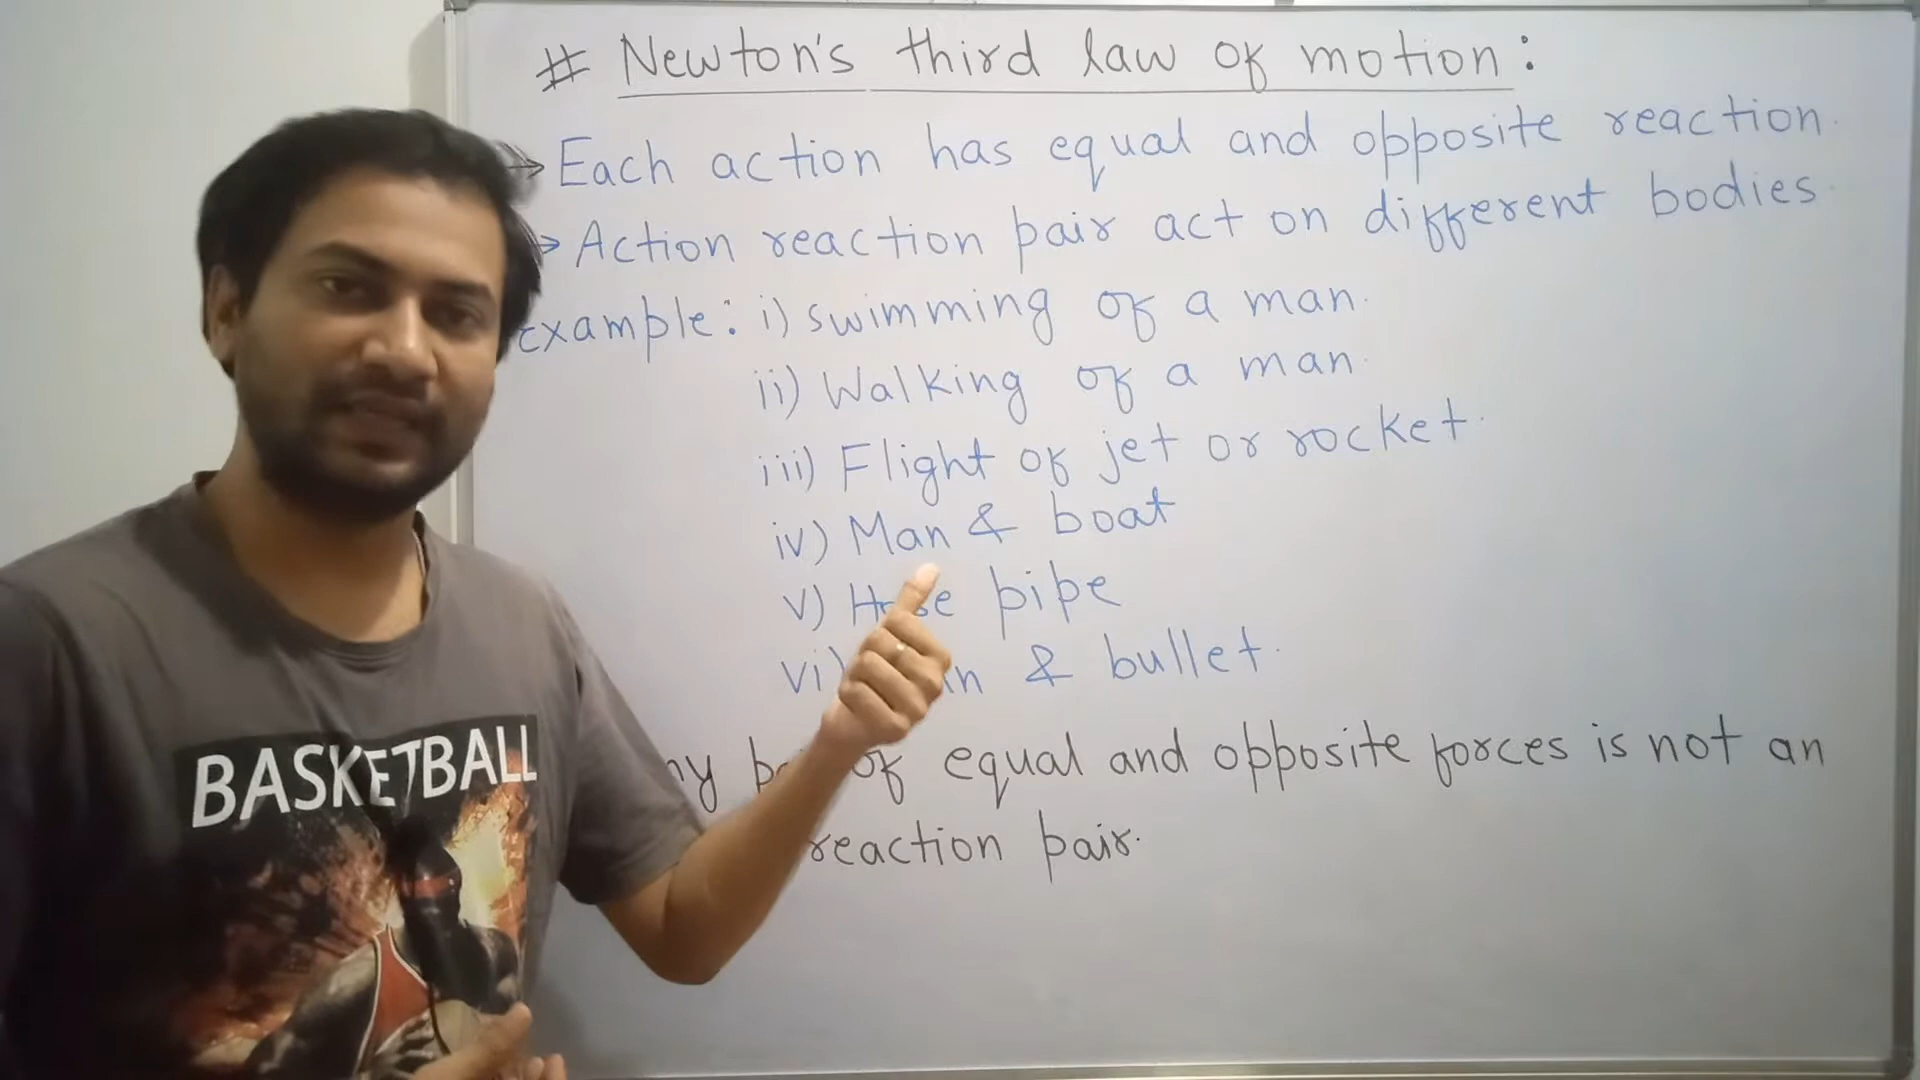 # Newton's third law of motion:
→ Each action has equal and opposite reaction.
→ Action reaction pair act on different bodies.
Example: i) swimming of a man.
ii) Walking of a man.
iii) Flight of jet or rocket.
iv) Man & boat
v) Hose pipe
vi) & bullet.
of equal and opposite forces is not an
reaction pair.
BASKETBALL